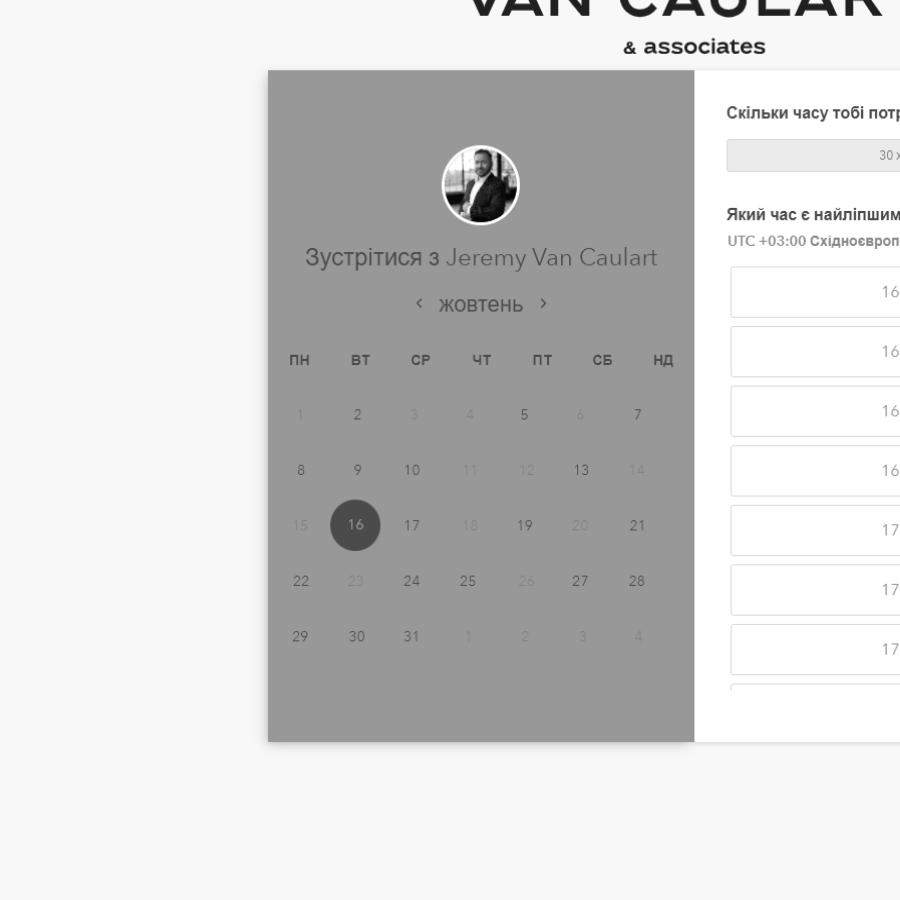 VAN CAULAR
& associates
Зустрітися з Jeremy Van Caulart
‹ жовтень ›
ПН ВТ СР ЧТ ПТ СБ НД
1 2 3 4 5 6 7
8 9 10 11 12 13 14
15 16 17 18 19 20 21
22 23 24 25 26 27 28
29 30 31 1 2 3 4
Скільки часу тобі пот
30 х
Який час є найліпшим
UTC +03:00 Східноєвроп
16
16
16
16
17
17
17